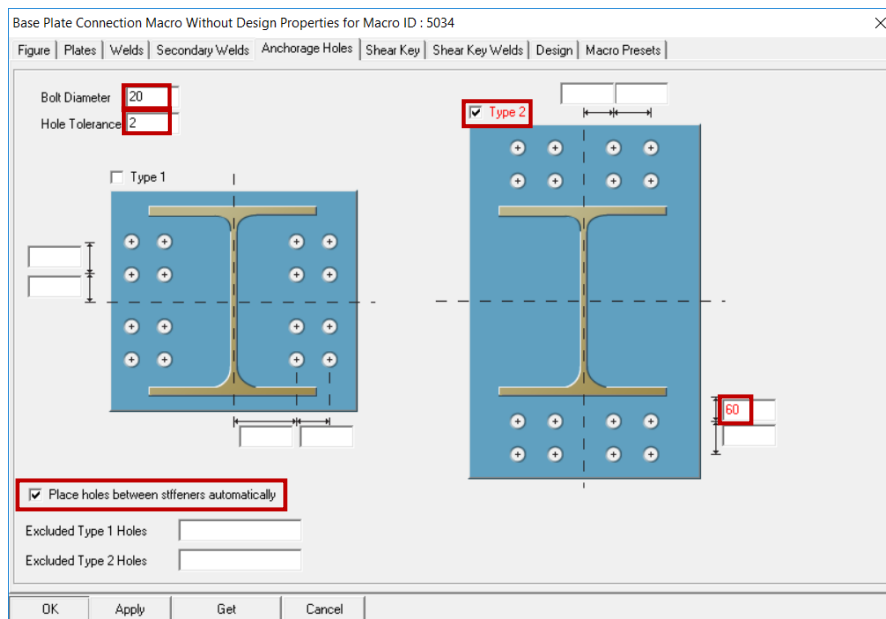 Base Plate Connection Macro Without Design Properties for Macro ID : 5034
Figure Plates Welds Secondary Welds Anchorage Holes Shear Key Shear Key Welds Design Macro Presets
Bolt Diameter 20
Hole Tolerance 2
Type 2
Type 1
60
Place holes between stffeners automatically
Excluded Type 1 Holes
Excluded Type 2 Holes
OK Apply Get Cancel